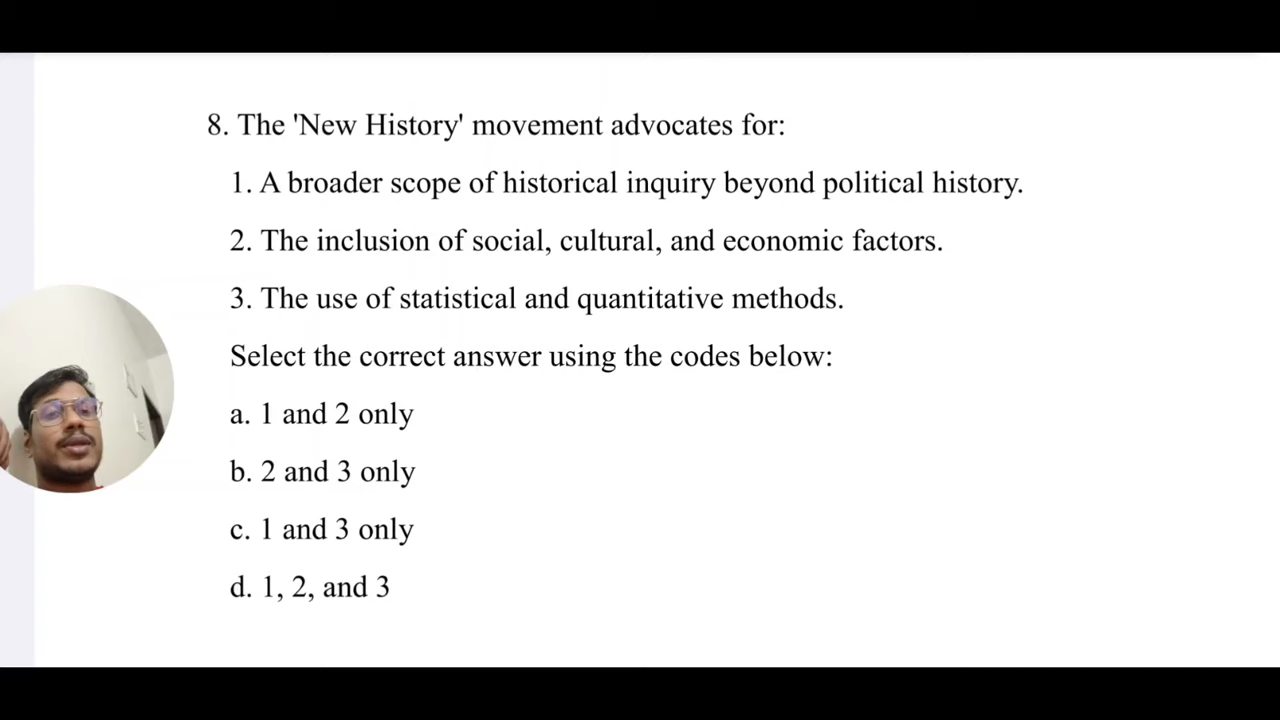 8. The 'New History' movement advocates for:
1. A broader scope of historical inquiry beyond political history.
2. The inclusion of social, cultural, and economic factors.
3. The use of statistical and quantitative methods.
Select the correct answer using the codes below:
a. 1 and 2 only
b. 2 and 3 only
c. 1 and 3 only
d. 1, 2, and 3